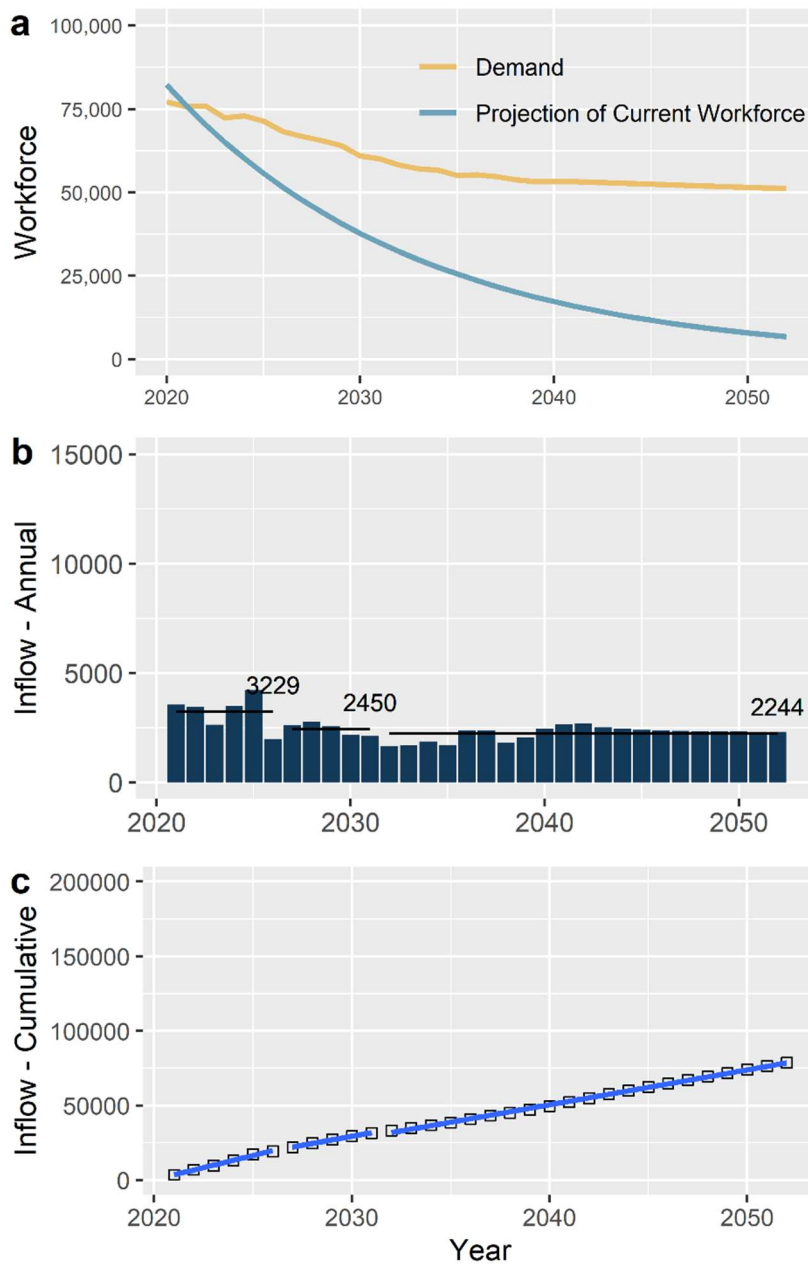 a
100,000
75,000
50,000
25,000
0
Workforce
Demand
Projection of Current Workforce
2020 2030 2040 2050
b
15000
10000
5000
0
Inflow - Annual
3229
2450
2244
2020 2030 2040 2050
c
200000
150000
100000
50000
0
Inflow - Cumulative
2020 2030 2040 2050
Year